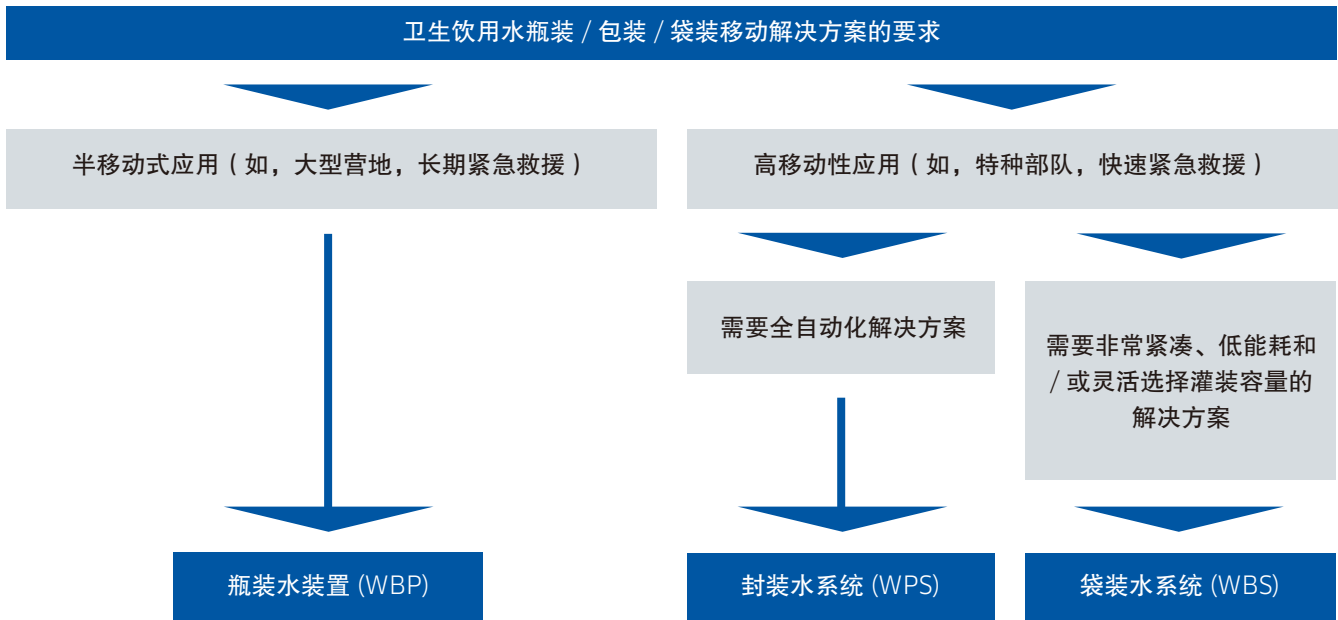 卫生饮用水瓶装 / 包装 / 袋装移动解决方案的要求
半移动式应用（如，大型营地，长期紧急救援）
高移动性应用（如，特种部队，快速紧急救援）
需要全自动化解决方案
需要非常紧凑、低能耗和
/ 或灵活选择灌装容量的
解决方案
瓶装水装置 (WBP)
封装水系统 (WPS)
袋装水系统 (WBS)